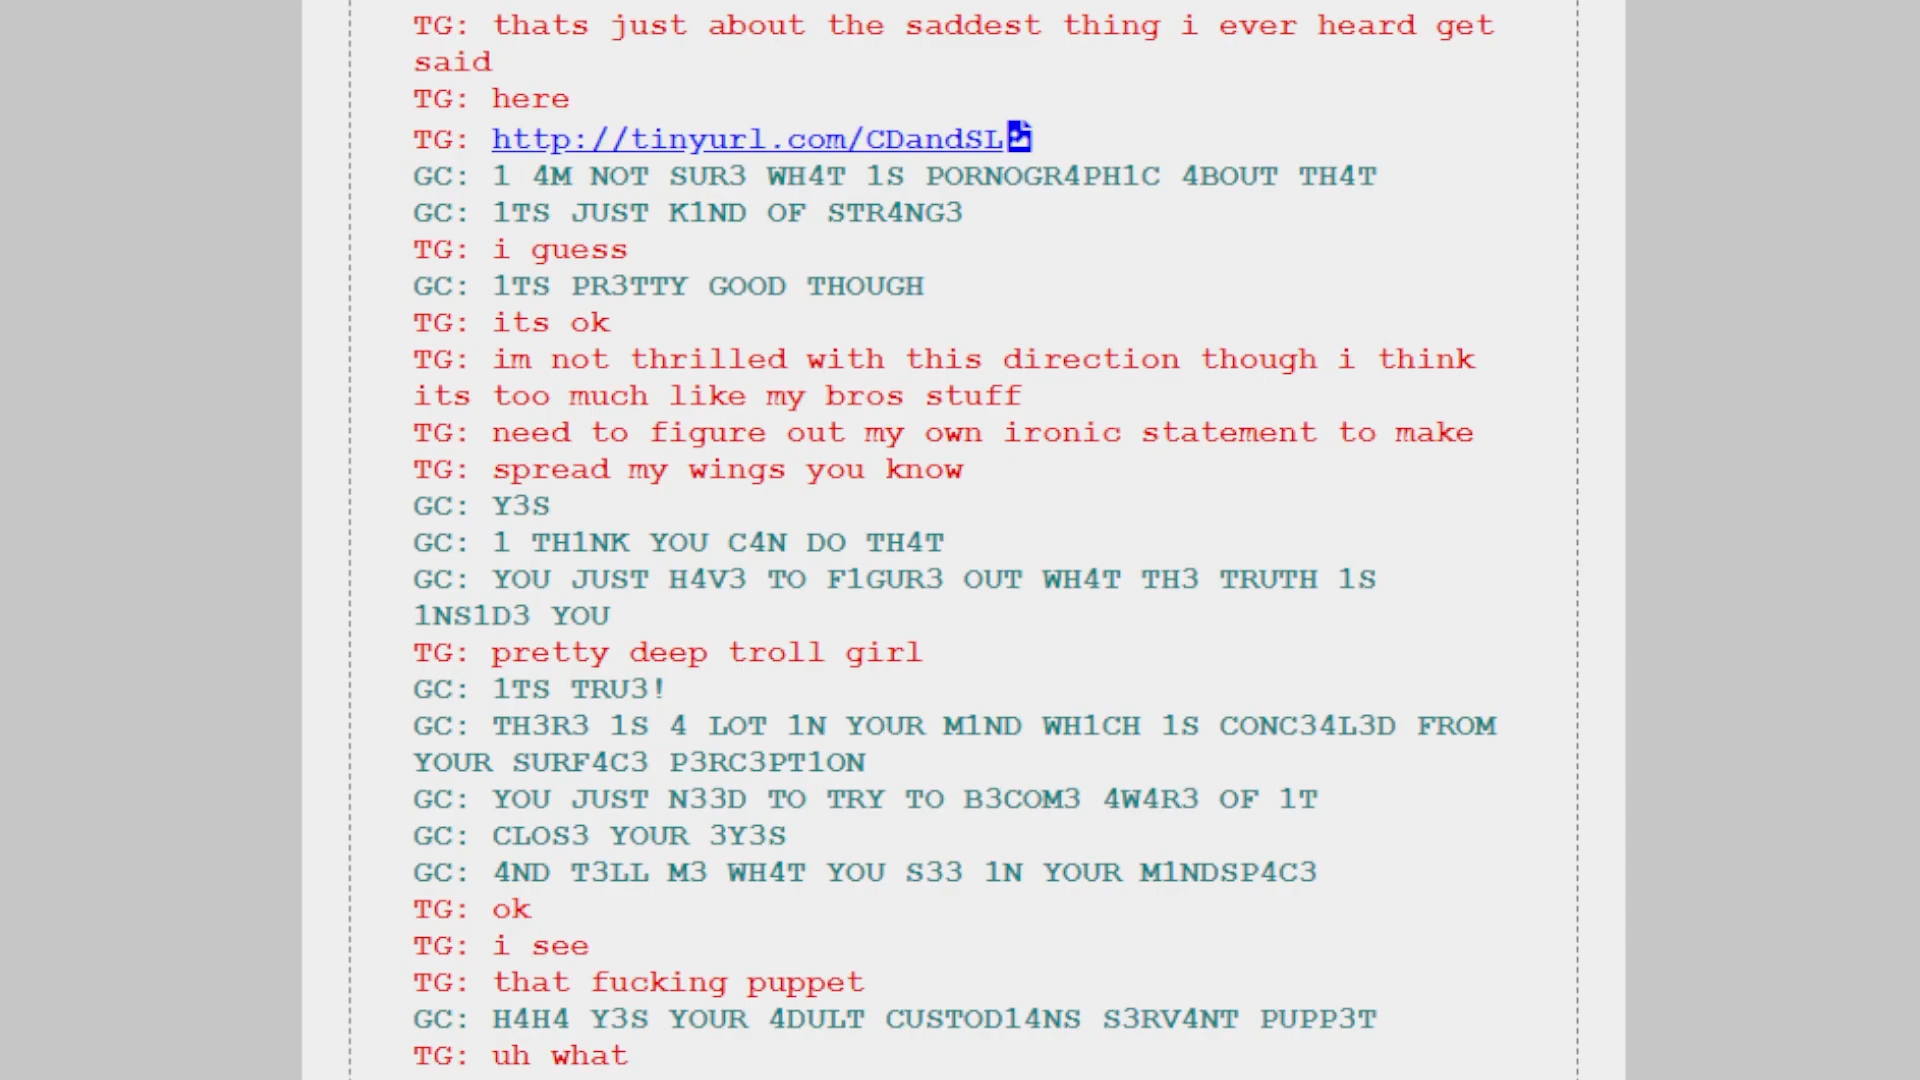 TG: thats just about the saddest thing i ever heard get
said
TG: here
TG: http://tinyurl.com/CDandSL
GC: 1 4M NOT SUR3 WH4T 1S PORNOGR4PH1C 4BOUT TH4T
GC: 1TS JUST K1ND OF STR4NG3
TG: i guess
GC: 1TS PR3TTY GOOD THOUGH
TG: its ok
TG: im not thrilled with this direction though i think
its too much like my bros stuff
TG: need to figure out my own ironic statement to make
TG: spread my wings you know
GC: Y3S
GC: 1 TH1NK YOU C4N DO TH4T
GC: YOU JUST H4V3 TO F1GUR3 OUT WH4T TH3 TRUTH 1S
1NS1D3 YOU
TG: pretty deep troll girl
GC: 1TS TRU3!
GC: TH3R3 1S 4 LOT 1N YOUR M1ND WH1CH 1S CONC34L3D FROM
YOUR SURF4C3 P3RC3PT1ON
GC: YOU JUST N33D TO TRY TO B3COM3 4W4R3 OF 1T
GC: CLOS3 YOUR 3Y3S
GC: 4ND T3LL M3 WH4T YOU S33 1N YOUR M1NDSP4C3
TG: ok
TG: i see
TG: that fucking puppet
GC: H4H4 Y3S YOUR 4DULT CUSTOD14NS S3RV4NT PUPP3T
TG: uh what